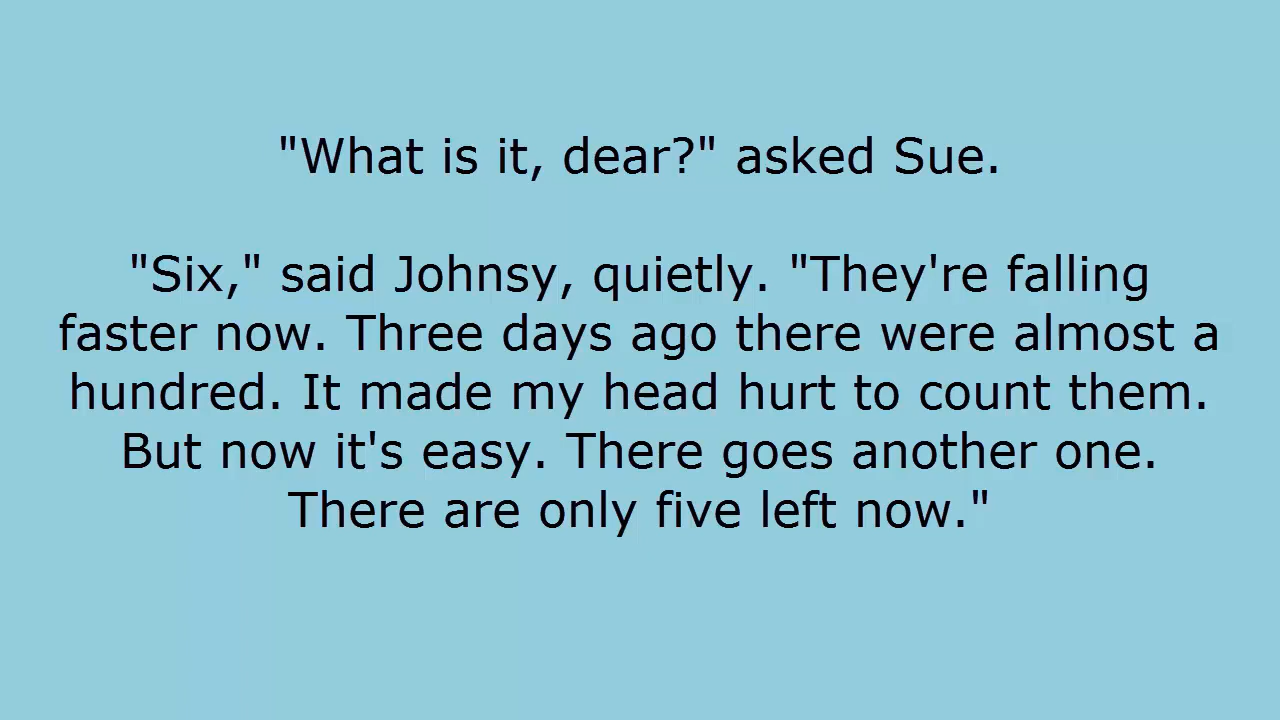 "What is it, dear?" asked Sue.
"Six," said Johnsy, quietly. "They're falling
faster now. Three days ago there were almost a
hundred. It made my head hurt to count them.
But now it's easy. There goes another one.
There are only five left now."